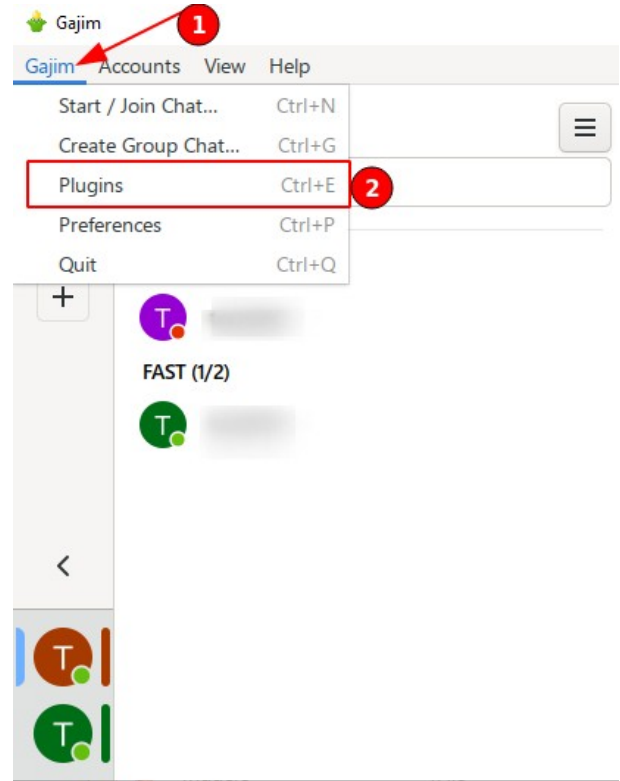 Gajim
1
Gajim Accounts View Help
Start / Join Chat... Ctrl+N
Create Group Chat... Ctrl+G
Plugins Ctrl+E
2
Preferences Ctrl+P
Quit Ctrl+Q
T
FAST (1/2)
T
T
T